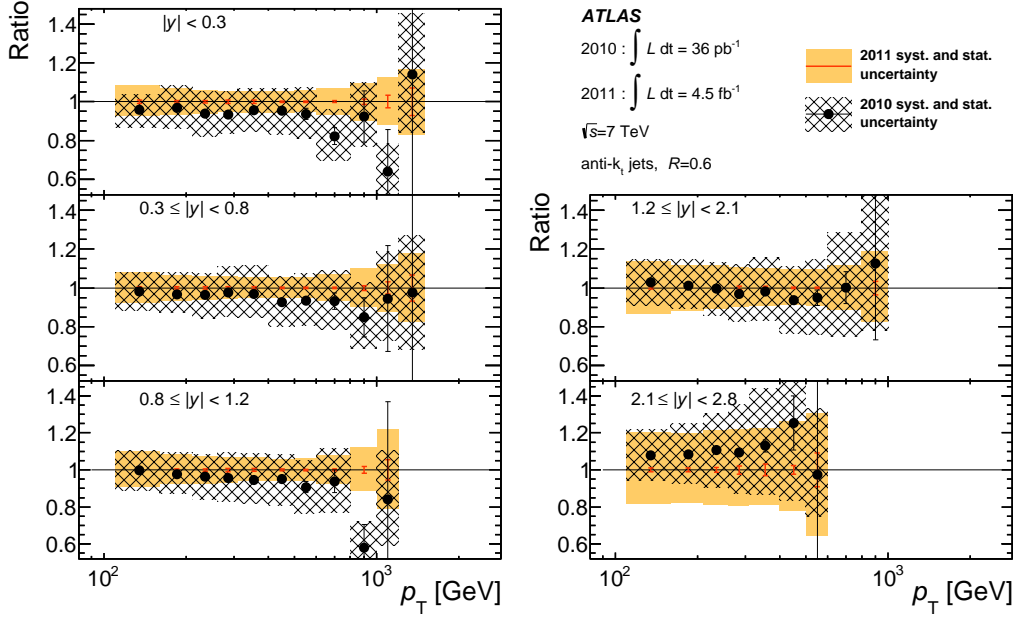 Ratio
|y| < 0.3
1.4
1.2
1
0.8
0.6
0.3 ≤ |y| < 0.8
1.4
1.2
1
0.8
0.6
0.8 ≤ |y| < 1.2
1.4
1.2
1
0.8
0.6
10²
10³
p_T [GeV]
ATLAS
2010 : ∫ L dt = 36 pb⁻¹
2011 : ∫ L dt = 4.5 fb⁻¹
√s=7 TeV
anti-k_t jets, R=0.6
2011 syst. and stat.
uncertainty
2010 syst. and stat.
uncertainty
Ratio
1.2 ≤ |y| < 2.1
1.4
1.2
1
0.8
0.6
2.1 ≤ |y| < 2.8
1.4
1.2
1
0.8
0.6
10²
10³
p_T [GeV]